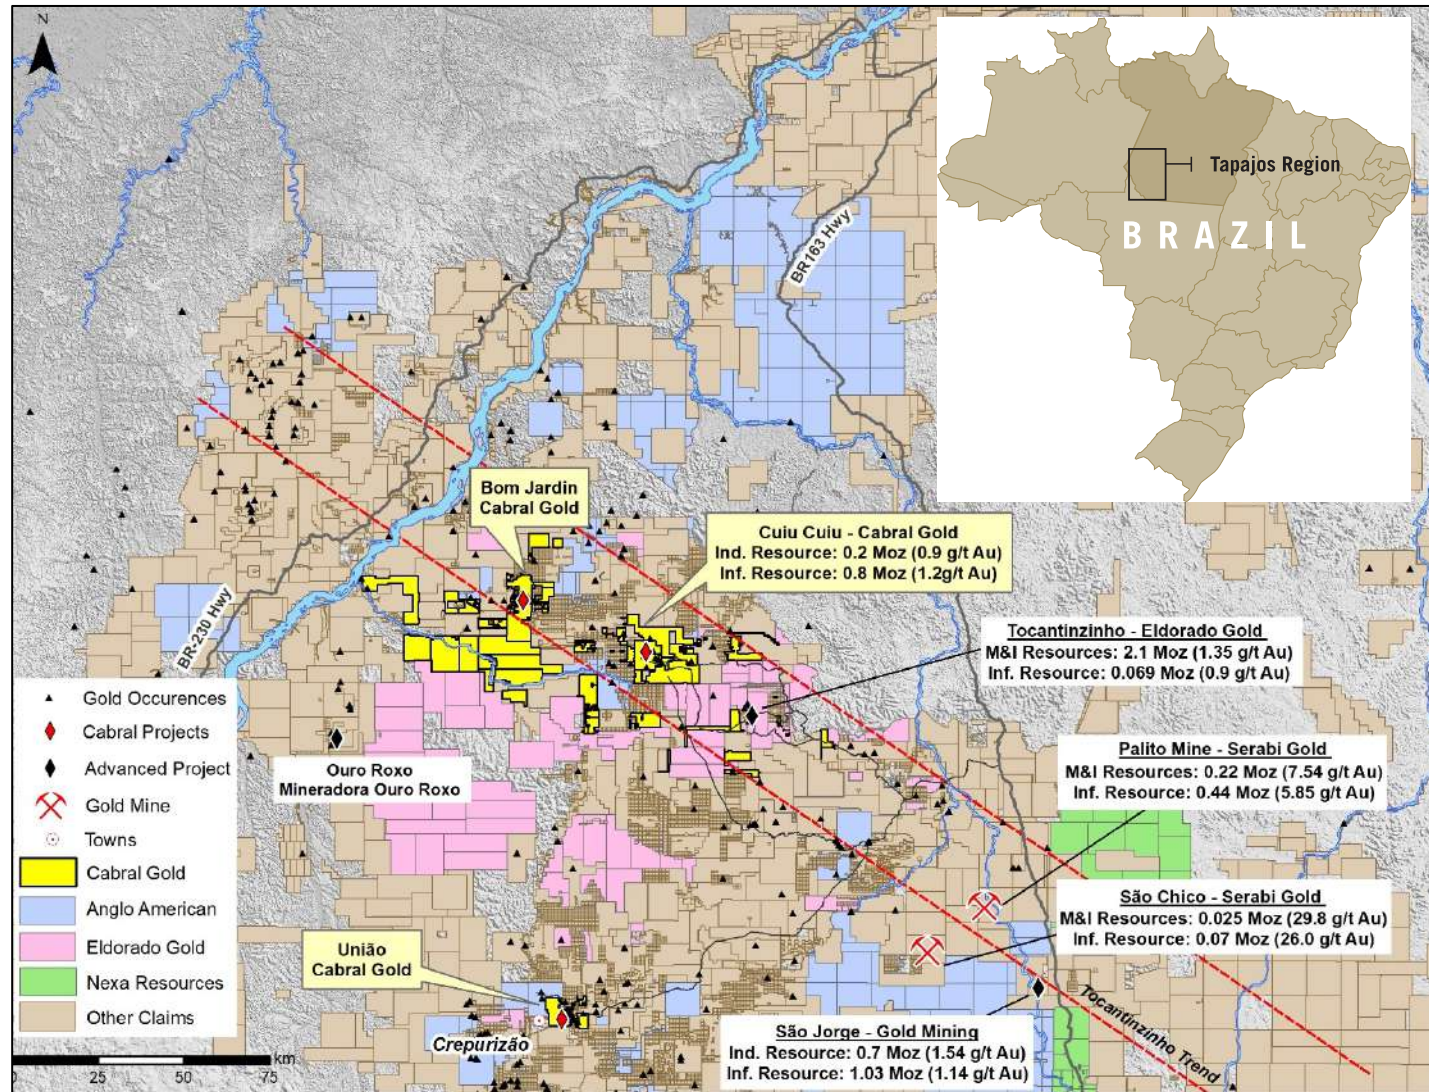 N
Tapajos Region
BRAZIL
BR163 Hwy
Bom Jardin
Cabral Gold
Cuiu Cuiu - Cabral Gold
Ind. Resource: 0.2 Moz (0.9 g/t Au)
Inf. Resource: 0.8 Moz (1.2g/t Au)
BR-230 Hwy
Tocantinzinho - Eldorado Gold
M&I Resources: 2.1 Moz (1.35 g/t Au)
Inf. Resource: 0.069 Moz (0.9 g/t Au)
Gold Occurences
Cabral Projects
Advanced Project
Gold Mine
Towns
Cabral Gold
Anglo American
Eldorado Gold
Nexa Resources
Other Claims
Ouro Roxo
Mineradora Ouro Roxo
Palito Mine - Serabi Gold
M&I Resources: 0.22 Moz (7.54 g/t Au)
Inf. Resource: 0.44 Moz (5.85 g/t Au)
São Chico - Serabi Gold
M&I Resources: 0.025 Moz (29.8 g/t Au)
Inf. Resource: 0.07 Moz (26.0 g/t Au)
União
Cabral Gold
Crepurizão
São Jorge - Gold Mining
Ind. Resource: 0.7 Moz (1.54 g/t Au)
Inf. Resource: 1.03 Moz (1.14 g/t Au)
Tocantinzinho Trend
km
0 25 50 75